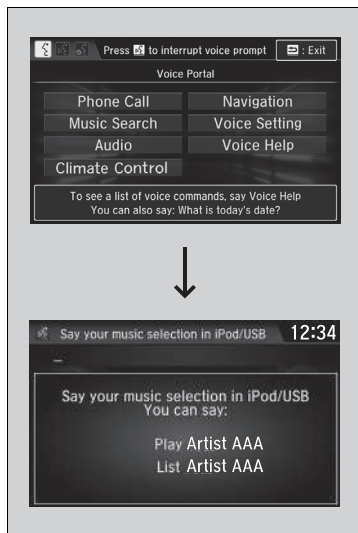 Press to interrupt voice prompt
: Exit
Voice Portal
Phone Call
Navigation
Music Search
Voice Setting
Audio
Voice Help
Climate Control
To see a list of voice commands, say Voice Help
You can also say: What is today's date?
Say your music selection in iPod/USB
12:34
Say your music selection in iPod/USB
You can say:
Play Artist AAA
List Artist AAA